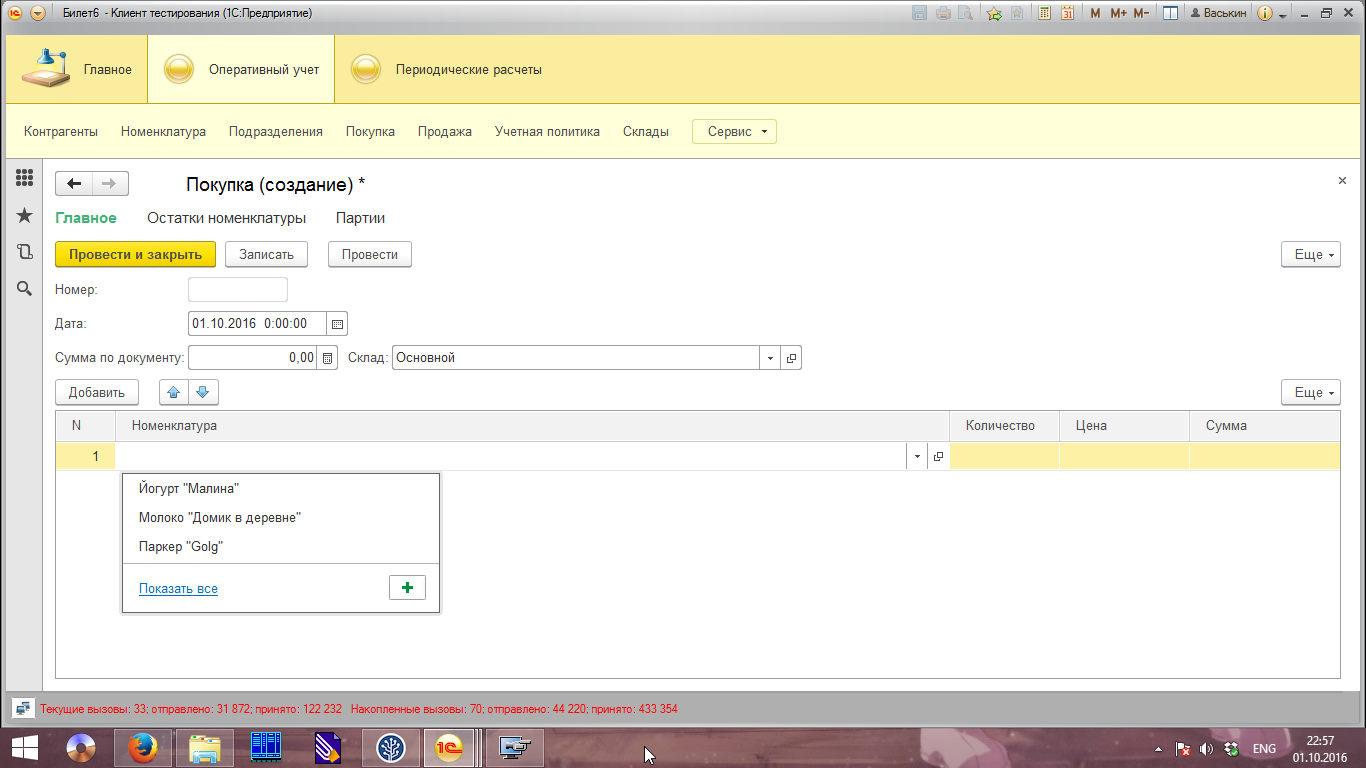 Билет6 - Клиент тестирования (1С:Предприятие) M M+ M- Васькин
Главное Оперативный учет Периодические расчеты
Контрагенты Номенклатура Подразделения Покупка Продажа Учетная политика Склады Сервис
Покупка (создание) *
Главное Остатки номенклатуры Партии
Провести и закрыть Записать Провести Еще
Номер:
Дата: 01.10.2016 0:00:00
Сумма по документу: 0,00 Склад: Основной
Добавить Еще
N Номенклатура Количество Цена Сумма
1
Йогурт "Малина"
Молоко "Домик в деревне"
Паркер "Golg"
Показать все
Текущие вызовы: 33; отправлено: 31 872; принято: 122 232 Накопленные вызовы: 70; отправлено: 44 220; принято: 433 354
ENG 22:57
01.10.2016